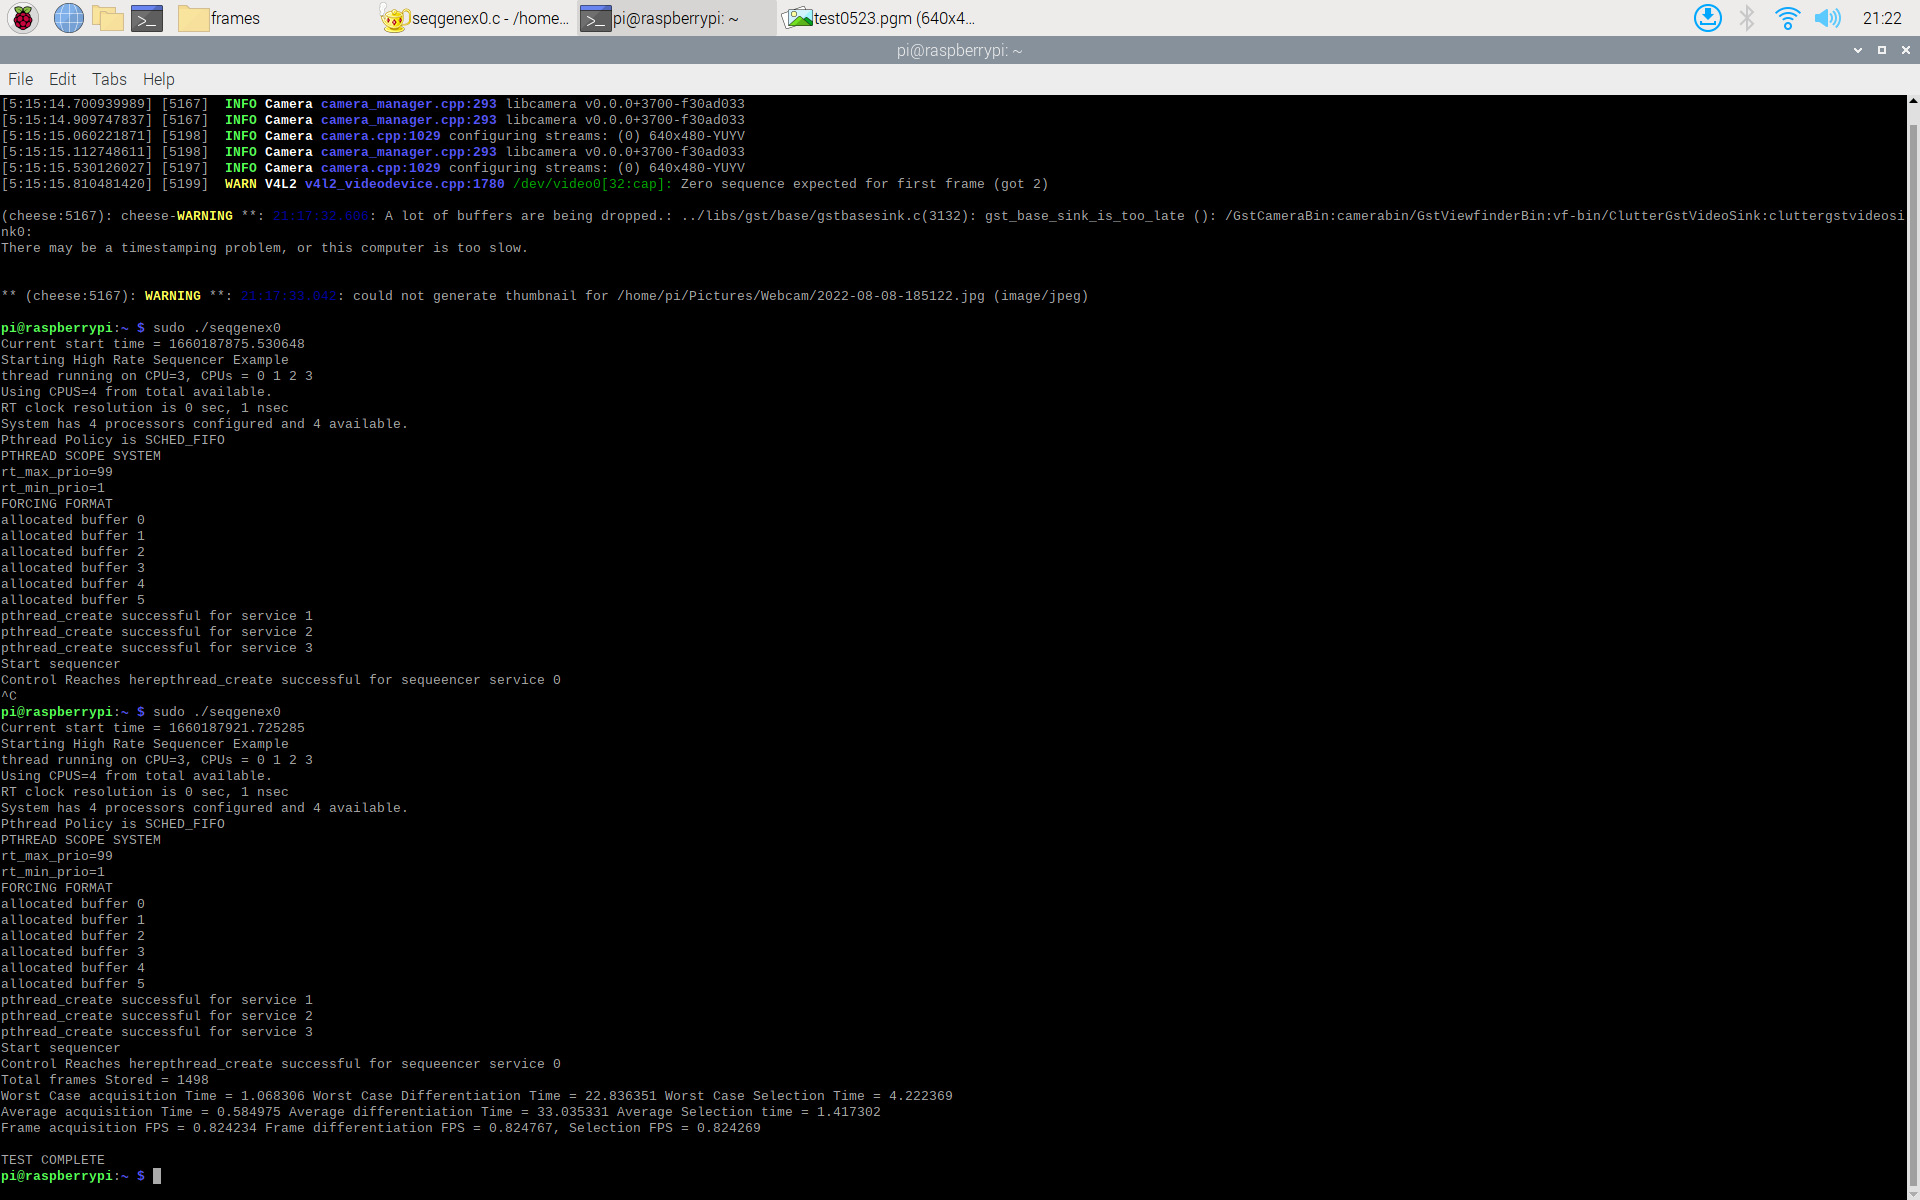 frames
seqgenex0.c - /home...
pi@raspberrypi: ~
test0523.pgm (640x4...
21:22
pi@raspberrypi: ~
File Edit Tabs Help
[5:15:14.700939989] [5167]  INFO Camera camera_manager.cpp:293 libcamera v0.0.0+3700-f30ad033
[5:15:14.909747837] [5167]  INFO Camera camera_manager.cpp:293 libcamera v0.0.0+3700-f30ad033
[5:15:15.060221871] [5198]  INFO Camera camera.cpp:1029 configuring streams: (0) 640x480-YUYV
[5:15:15.112748611] [5198]  INFO Camera camera_manager.cpp:293 libcamera v0.0.0+3700-f30ad033
[5:15:15.530126027] [5197]  INFO Camera camera.cpp:1029 configuring streams: (0) 640x480-YUYV
[5:15:15.810481420] [5199]  WARN V4L2 v4l2_videodevice.cpp:1780 /dev/video0[32:cap]: Zero sequence expected for first frame (got 2)
(cheese:5167): cheese-WARNING **: 21:17:32.600: A lot of buffers are being dropped.: ../libs/gst/base/gstbasesink.c(3132): gst_base_sink_is_too_late (): /GstCameraBin:camerabin/GstViewfinderBin:vf-bin/ClutterGstVideoSink:cluttergstvideosi
nk0:
There may be a timestamping problem, or this computer is too slow.
** (cheese:5167): WARNING **: 21:17:33.042: could not generate thumbnail for /home/pi/Pictures/Webcam/2022-08-08-185122.jpg (image/jpeg)
pi@raspberrypi:~ $ sudo ./seqgenex0
Current start time = 1660187875.530648
Starting High Rate Sequencer Example
thread running on CPU=3, CPUs = 0 1 2 3
Using CPUS=4 from total available.
RT clock resolution is 0 sec, 1 nsec
System has 4 processors configured and 4 available.
Pthread Policy is SCHED_FIFO
PTHREAD SCOPE SYSTEM
rt_max_prio=99
rt_min_prio=1
FORCING FORMAT
allocated buffer 0
allocated buffer 1
allocated buffer 2
allocated buffer 3
allocated buffer 4
allocated buffer 5
pthread_create successful for service 1
pthread_create successful for service 2
pthread_create successful for service 3
Start sequencer
Control Reaches herepthread_create successful for sequeencer service 0
^C
pi@raspberrypi:~ $ sudo ./seqgenex0
Current start time = 1660187921.725285
Starting High Rate Sequencer Example
thread running on CPU=3, CPUs = 0 1 2 3
Using CPUS=4 from total available.
RT clock resolution is 0 sec, 1 nsec
System has 4 processors configured and 4 available.
Pthread Policy is SCHED_FIFO
PTHREAD SCOPE SYSTEM
rt_max_prio=99
rt_min_prio=1
FORCING FORMAT
allocated buffer 0
allocated buffer 1
allocated buffer 2
allocated buffer 3
allocated buffer 4
allocated buffer 5
pthread_create successful for service 1
pthread_create successful for service 2
pthread_create successful for service 3
Start sequencer
Control Reaches herepthread_create successful for sequeencer service 0
Total frames Stored = 1498
Worst Case acquisition Time = 1.068306 Worst Case Differentiation Time = 22.836351 Worst Case Selection Time = 4.222369
Average acquisition Time = 0.584975 Average differentiation Time = 33.035331 Average Selection time = 1.417302
Frame acquisition FPS = 0.824234 Frame differentiation FPS = 0.824767, Selection FPS = 0.824269
TEST COMPLETE
pi@raspberrypi:~ $